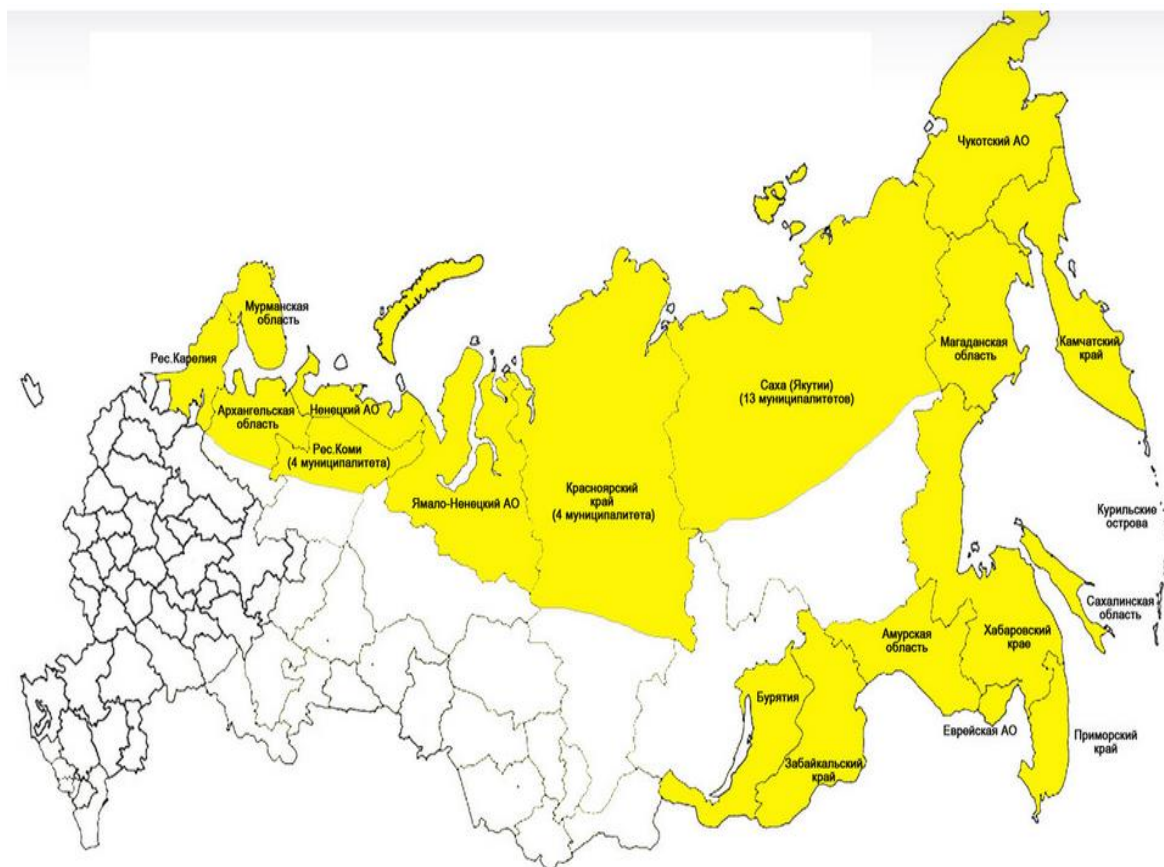 Чукотский АО
Мурманская
область
Рес.Карелия
Магаданская
область
Камчатский
край
Саха (Якутии)
(13 муниципалитетов)
Архангельская
область
Ненецкий АО
Рес.Коми
(4 муниципалитета)
Ямало-Ненецкий АО
Красноярский
край
(4 муниципалитета)
Курильские
острова
Сахалинская
область
Амурская
область
Хабаровский
крае
Бурятия
Еврейская АО
Приморский
край
Забайкальский
край